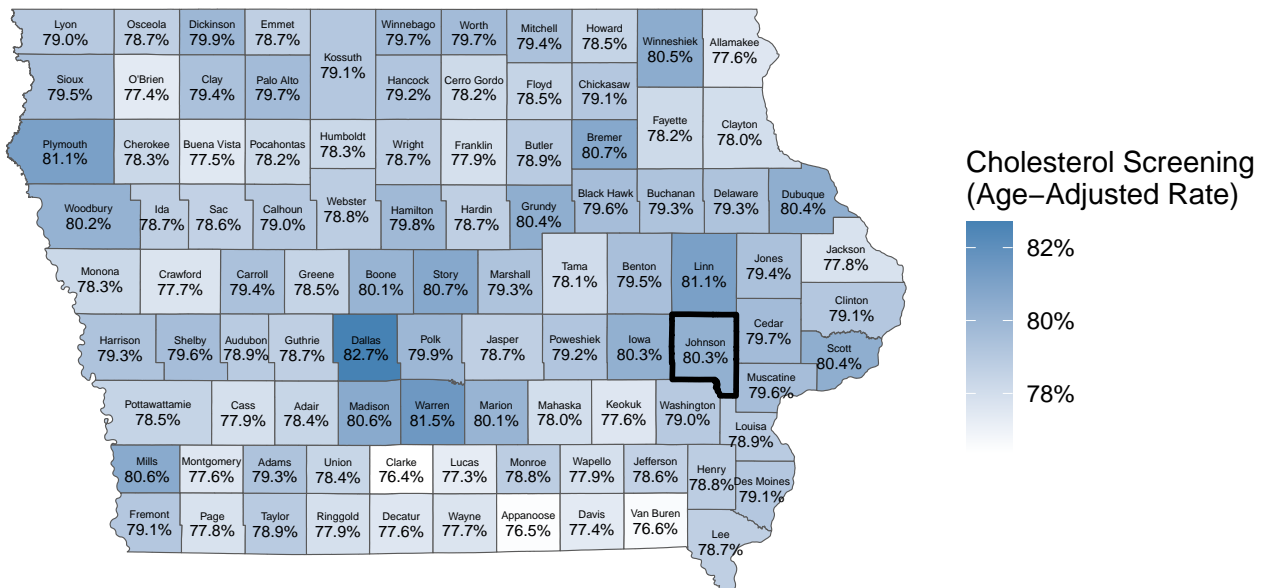 Lyon
79.0%
Osceola
78.7%
Dickinson
79.9%
Emmet
78.7%
Kossuth
79.1%
Winnebago
79.7%
Worth
79.7%
Mitchell
79.4%
Howard
78.5%
Winneshiek
80.5%
Allamakee
77.6%
Sioux
79.5%
O'Brien
77.4%
Clay
79.4%
Palo Alto
79.7%
Hancock
79.2%
Cerro Gordo
78.2%
Floyd
78.5%
Chickasaw
79.1%
Fayette
78.2%
Clayton
78.0%
Plymouth
81.1%
Cherokee
78.3%
Buena Vista
77.5%
Pocahontas
78.2%
Humboldt
78.3%
Wright
78.7%
Franklin
77.9%
Butler
78.9%
Bremer
80.7%
Woodbury
80.2%
Ida
78.7%
Sac
78.6%
Calhoun
79.0%
Webster
78.8%
Hamilton
79.8%
Hardin
78.7%
Grundy
80.4%
Black Hawk
79.6%
Buchanan
79.3%
Delaware
79.3%
Dubuque
80.4%
Monona
78.3%
Crawford
77.7%
Carroll
79.4%
Greene
78.5%
Boone
80.1%
Story
80.7%
Marshall
79.3%
Tama
78.1%
Benton
79.5%
Linn
81.1%
Jones
79.4%
Jackson
77.8%
Clinton
79.1%
Harrison
79.3%
Shelby
79.6%
Audubon
78.9%
Guthrie
78.7%
Dallas
82.7%
Polk
79.9%
Jasper
78.7%
Poweshiek
79.2%
Iowa
80.3%
Johnson
80.3%
Cedar
79.7%
Scott
80.4%
Muscatine
79.6%
Pottawattamie
78.5%
Cass
77.9%
Adair
78.4%
Madison
80.6%
Warren
81.5%
Marion
80.1%
Mahaska
78.0%
Keokuk
77.6%
Washington
79.0%
Louisa
78.9%
Mills
80.6%
Montgomery
77.6%
Adams
79.3%
Union
78.4%
Clarke
76.4%
Lucas
77.3%
Monroe
78.8%
Wapello
77.9%
Jefferson
78.6%
Henry
78.8%
Des Moines
79.1%
Fremont
79.1%
Page
77.8%
Taylor
78.9%
Ringgold
77.9%
Decatur
77.6%
Wayne
77.7%
Appanoose
76.5%
Davis
77.4%
Van Buren
76.6%
Lee
78.7%
Cholesterol Screening
(Age−Adjusted Rate)
82%
80%
78%